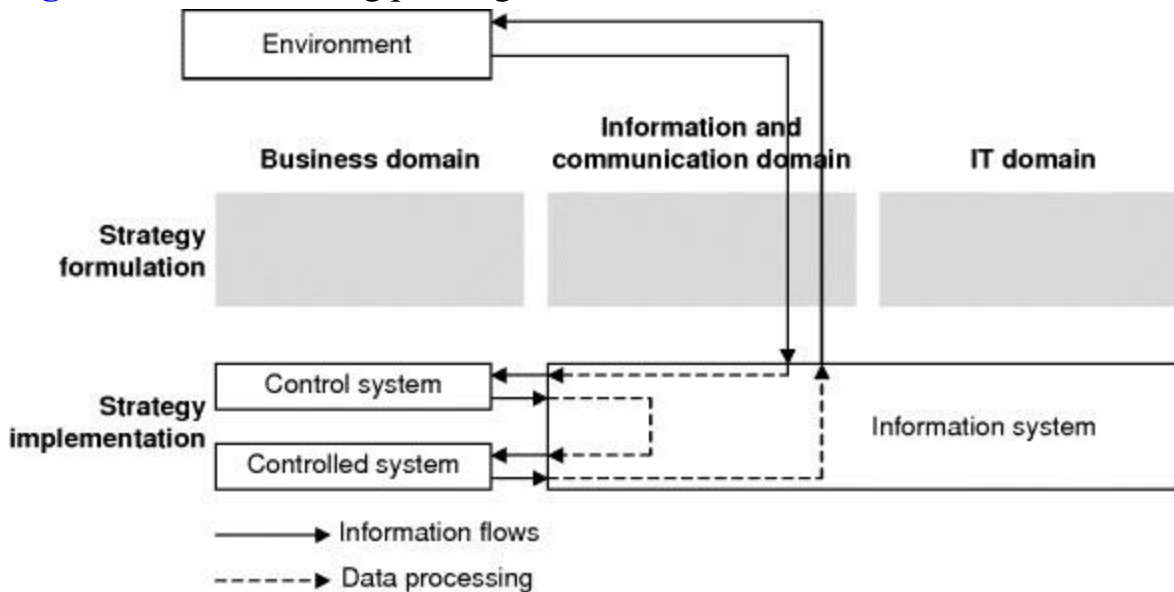 Environment
Information and
communication domain
Business domain
IT domain
Strategy
formulation
Control system
Strategy
implementation
Information system
Controlled system
Information flows
Data processing